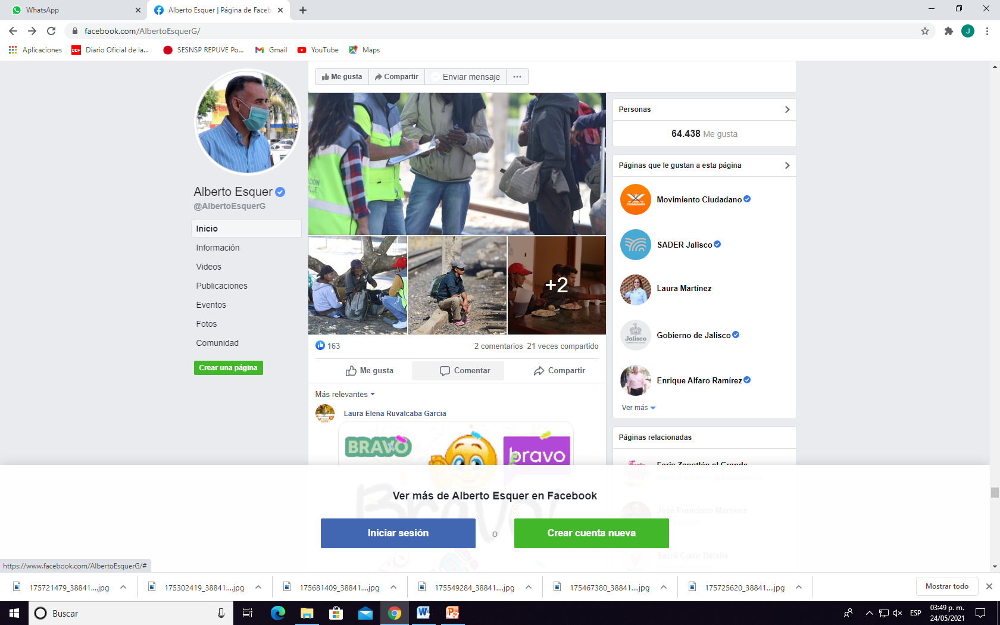 WhatsApp
Alberto Esquer | Página de Faceb
facebook.com/AlbertoEsquerG/
J
Aplicaciones
DOF
Diario Oficial de la...
SESNSP REPUVE Po...
Gmail
YouTube
Maps
Me gusta
Compartir
Enviar mensaje
Alberto Esquer
@AlbertoEsquerG
Inicio
Información
Videos
Publicaciones
Eventos
Fotos
Comunidad
Crear una página
+2
163
2 comentarios 21 veces compartido
Me gusta
Comentar
Compartir
Más relevantes
Laura Elena Ruvalcaba Garcia
BRAVO
bravo
Bravo!
Personas
64.438 Me gusta
Páginas que le gustan a esta página
CIUDADANO
Movimiento Ciudadano
SADER Jalisco
Laura Martínez
Jalisco
Gobierno de Jalisco
Enrique Alfaro Ramírez
Ver más
Páginas relacionadas
Feria Zapotlán el Grande
José Francisco Martínez
Sacré Cœur Détails
Ver más de Alberto Esquer en Facebook
Iniciar sesión
o
Crear cuenta nueva
https://www.facebook.com/AlbertoEsquerG/#
175721479_38841....jpg
175302419_38841....jpg
175681409_38841....jpg
175549284_38841....jpg
175467380_38841....jpg
175725620_38841....jpg
Mostrar todo
Buscar
ESP
03:49 p. m.
24/05/2021